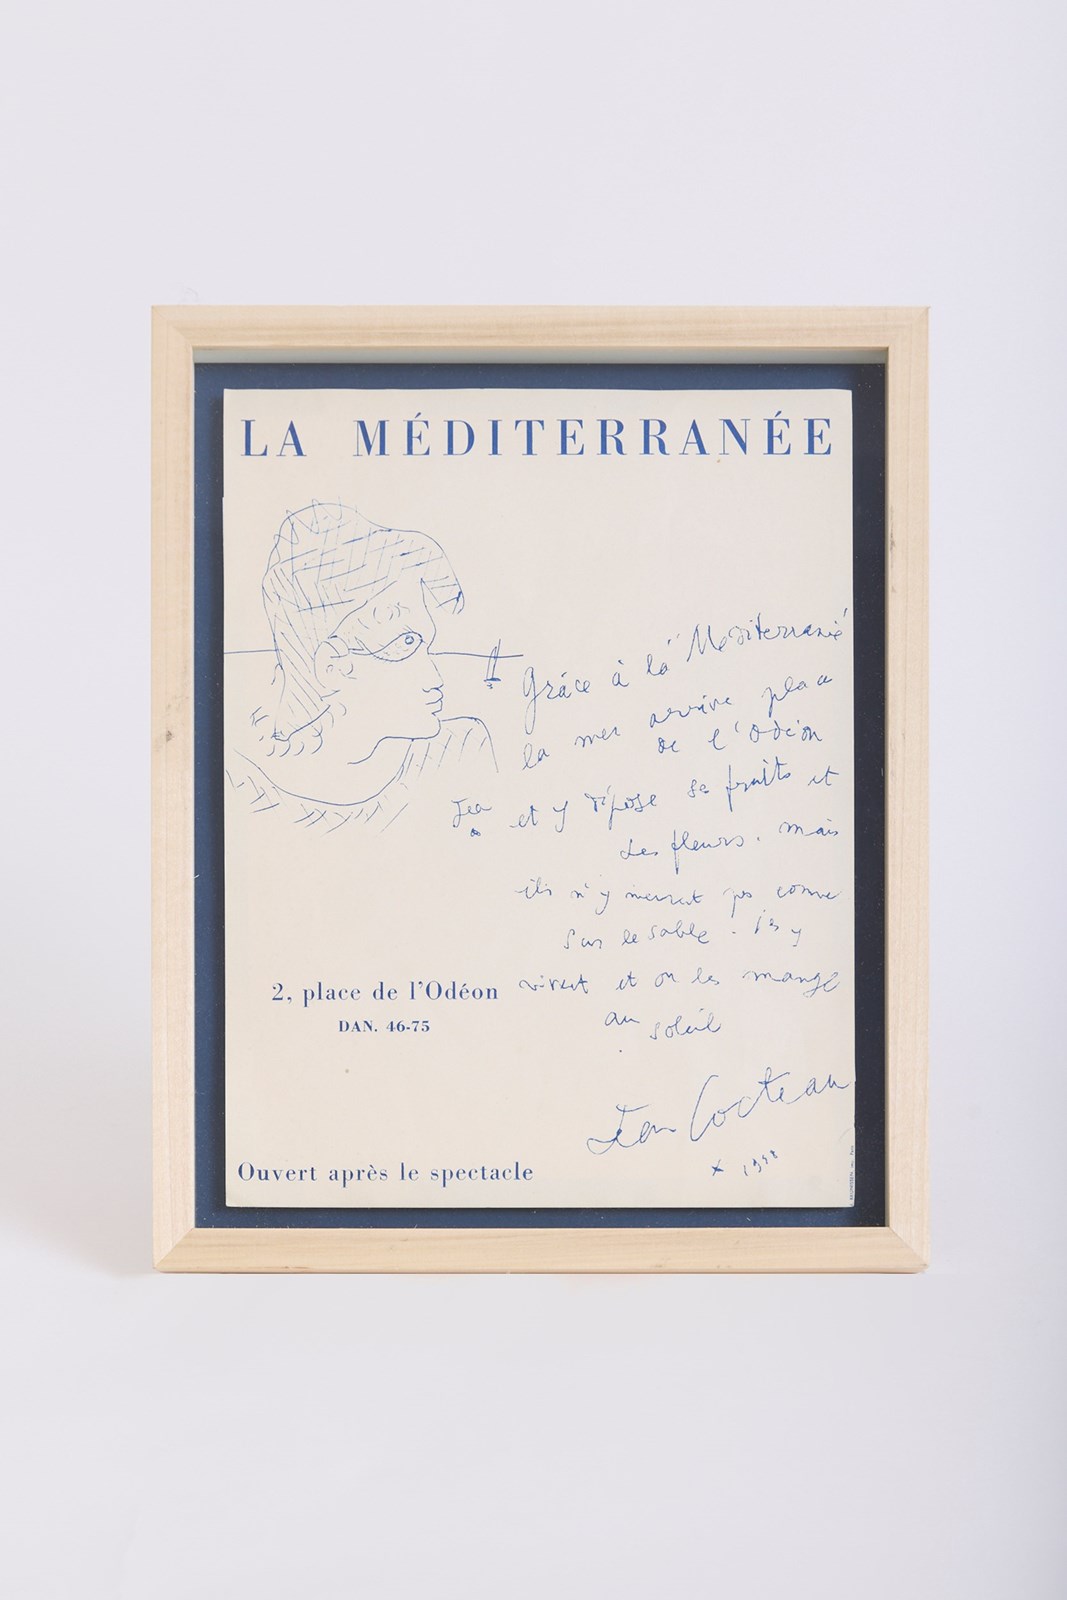 LA MÉDITERRANÉE
Grâce à la "Méditerranée"
la mer arrive place
de l'Odéon
Jean et y dépose ses fruits et
des fleurs. Mais
ils n'y meurent pas comme
sur le sable. Ils y
vivent et on les mange
au soleil
2, place de l'Odéon
DAN. 46-75
Jean Cocteau
Ouvert après le spectacle